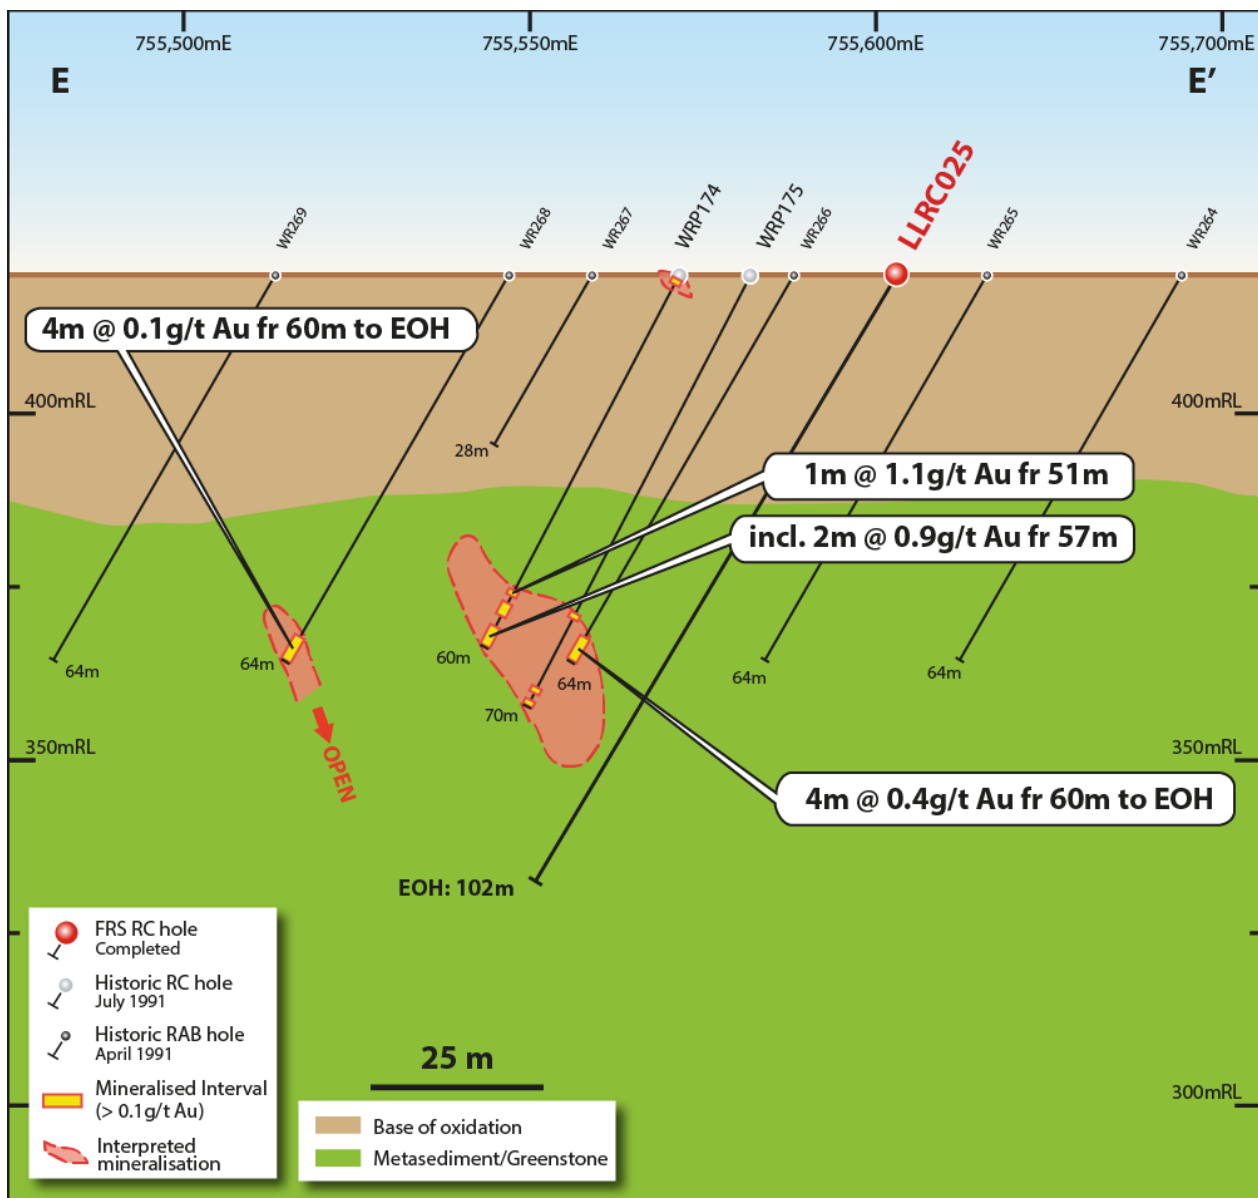 755,500mE
755,550mE
755,600mE
755,700mE
E
E'
WR269
WR268
WR267
WRP174
WRP175
WR266
LLRC025
WR265
WR264
4m @ 0.1g/t Au fr 60m to EOH
400mRL
400mRL
28m
1m @ 1.1g/t Au fr 51m
incl. 2m @ 0.9g/t Au fr 57m
64m
64m
60m
64m
64m
64m
70m
350mRL
350mRL
OPEN
4m @ 0.4g/t Au fr 60m to EOH
EOH: 102m
FRS RC hole
Completed
Historic RC hole
July 1991
Historic RAB hole
April 1991
Mineralised Interval
(> 0.1g/t Au)
Interpreted
mineralisation
25 m
Base of oxidation
Metasediment/Greenstone
300mRL